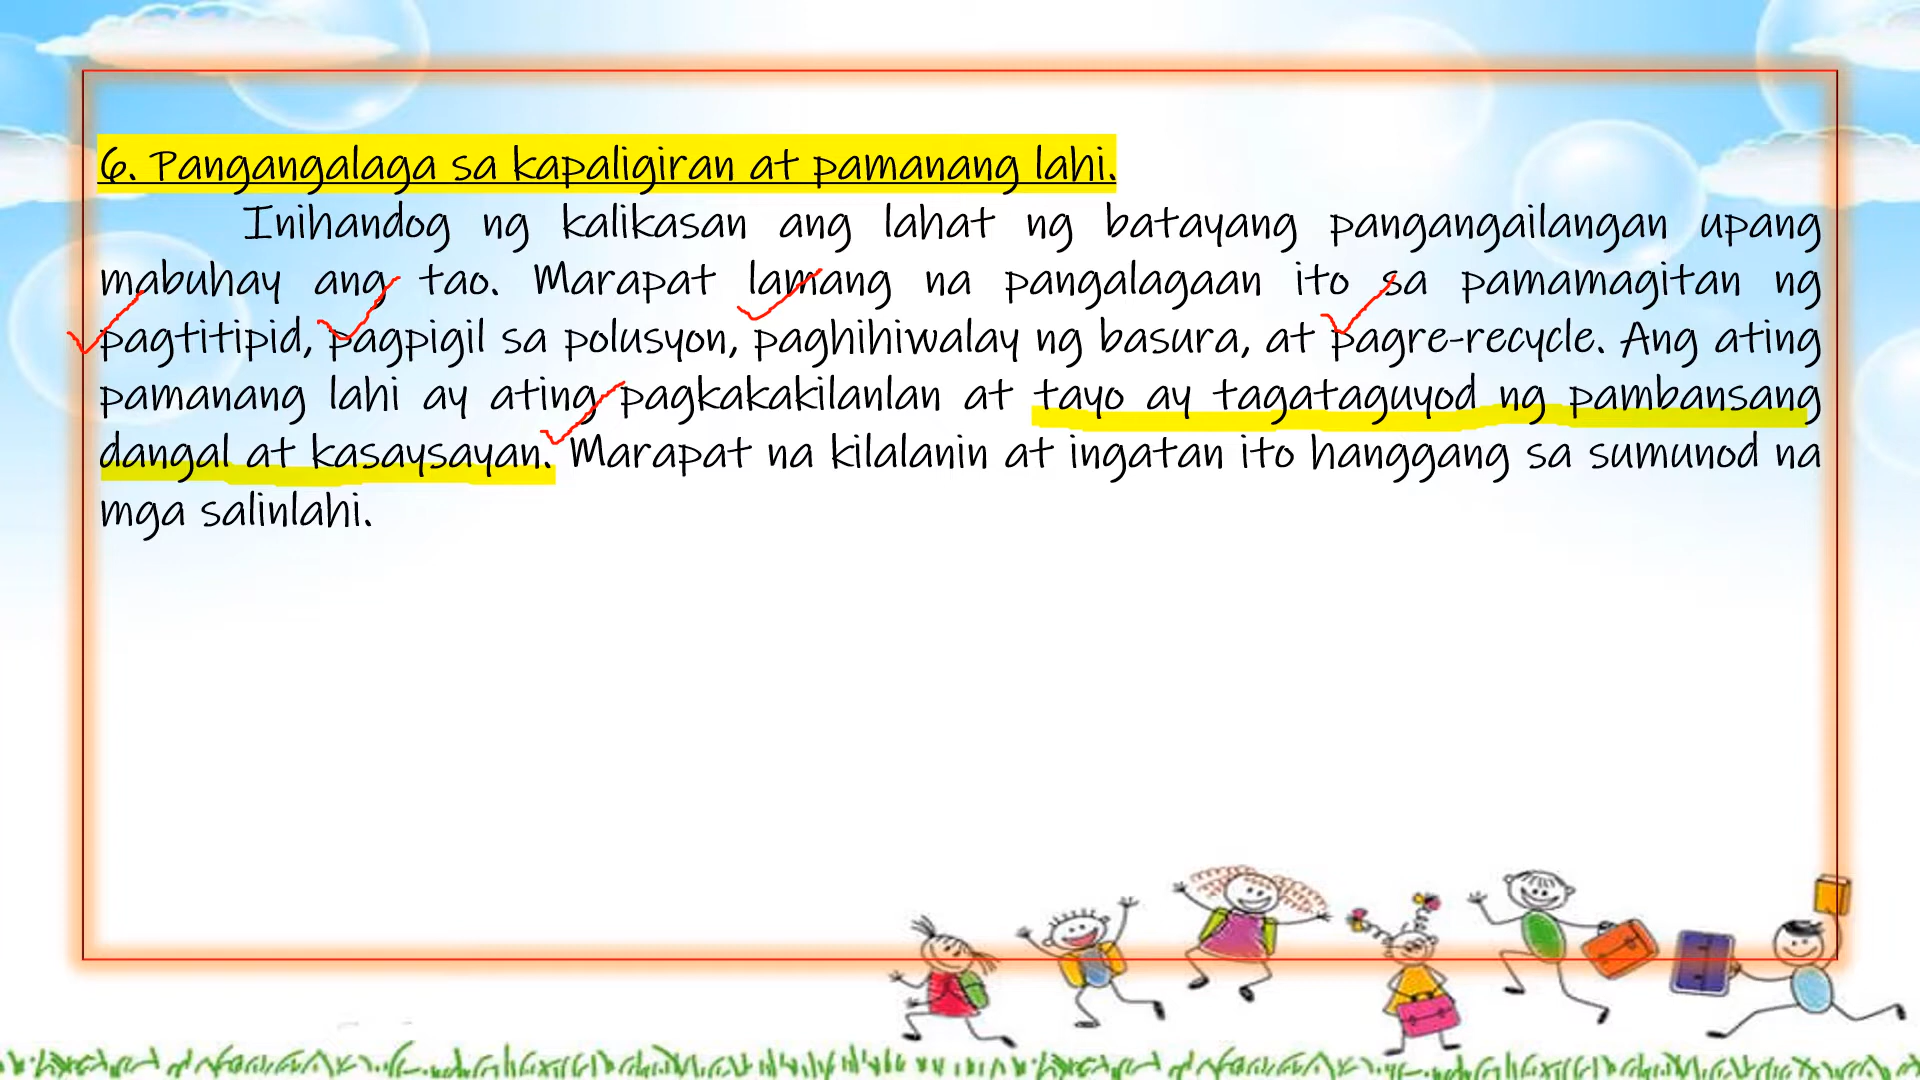 6. Pangangalaga sa kapaligiran at pamanang lahi.
Inihandog ng kalikasan ang lahat ng batayang pangangailangan upang
mabuhay ang tao. Marapat lamang na pangalagaan ito sa pamamagitan ng
pagtitipid, pagpigil sa polusyon, paghihiwalay ng basura, at pagre-recycle. Ang ating
pamanang lahi ay ating pagkakakilanlan at tayo ay tagataguyod ng pambansang
dangal at kasaysayan. Marapat na kilalanin at ingatan ito hanggang sa sumunod na
mga salinlahi.